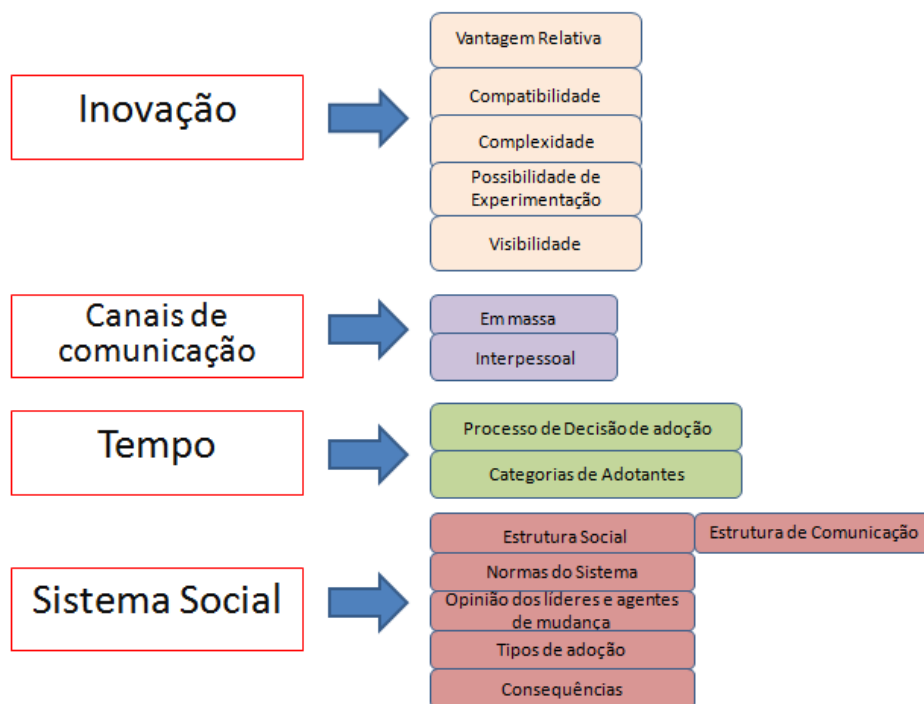 Inovação
Vantagem Relativa
Compatibilidade
Complexidade
Possibilidade de
Experimentação
Visibilidade
Canais de
comunicação
Em massa
Interpessoal
Tempo
Processo de Decisão de adoção
Categorias de Adotantes
Sistema Social
Estrutura Social
Estrutura de Comunicação
Normas do Sistema
Opinião dos líderes e agentes
de mudança
Tipos de adoção
Consequências